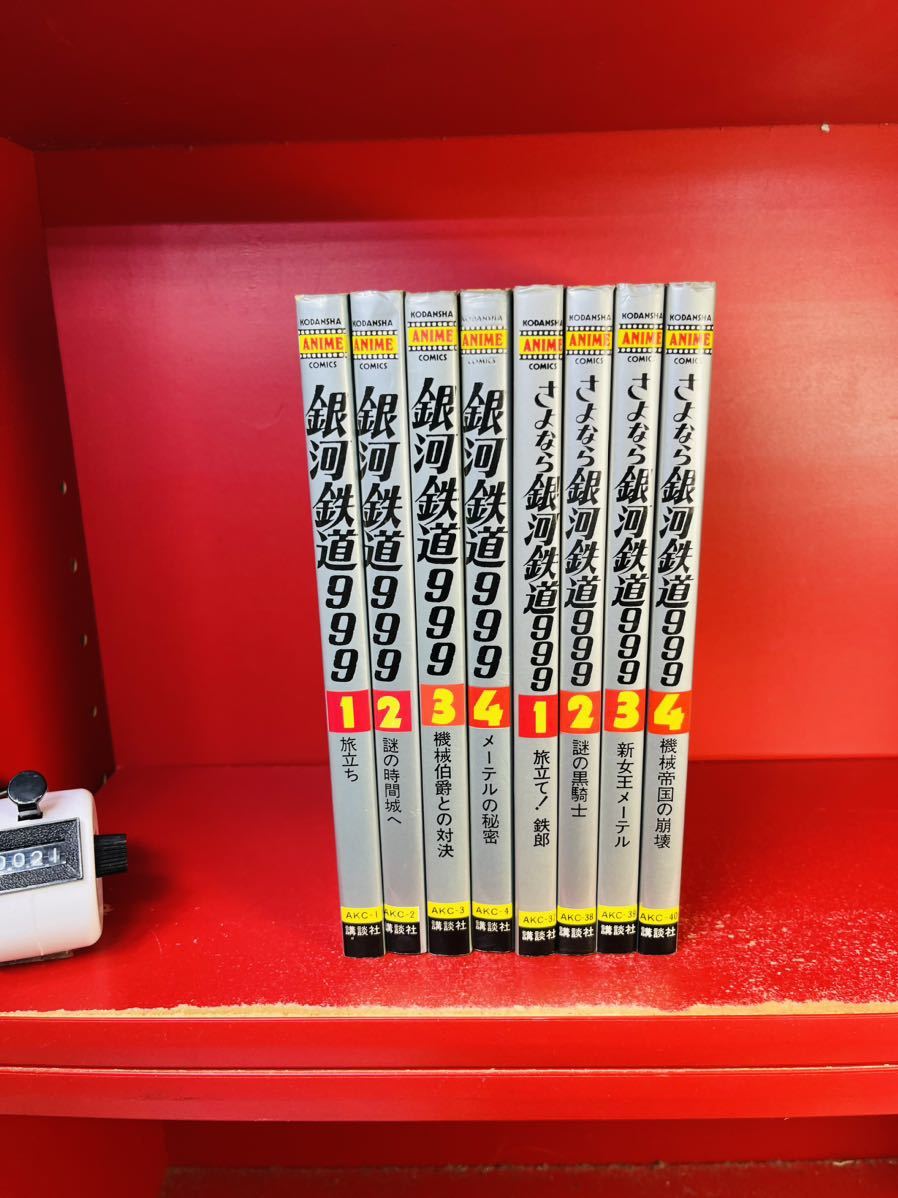 KODANSHA
ANIME
COMICS
銀河鉄道999
1
旅立ち
AKC-1
講談社
KODANSHA
ANIME
COMICS
銀河鉄道999
2
謎の時間城へ
AKC-2
講談社
KODANSHA
ANIME
COMICS
銀河鉄道999
3
機械伯爵との対決
AKC-3
講談社
KODANSHA
ANIME
COMICS
銀河鉄道999
4
メーテルの秘密
AKC-4
講談社
KODANSHA
ANIME
COMICS
さよなら銀河鉄道999
1
旅立て!鉄郎
AKC-37
講談社
KODANSHA
ANIME
COMICS
さよなら銀河鉄道999
2
謎の黒騎士
AKC-38
講談社
KODANSHA
ANIME
COMICS
さよなら銀河鉄道999
3
新女王メーテル
AKC-39
講談社
KODANSHA
ANIME
COMICS
さよなら銀河鉄道999
4
機械帝国の崩壊
AKC-40
講談社
0021